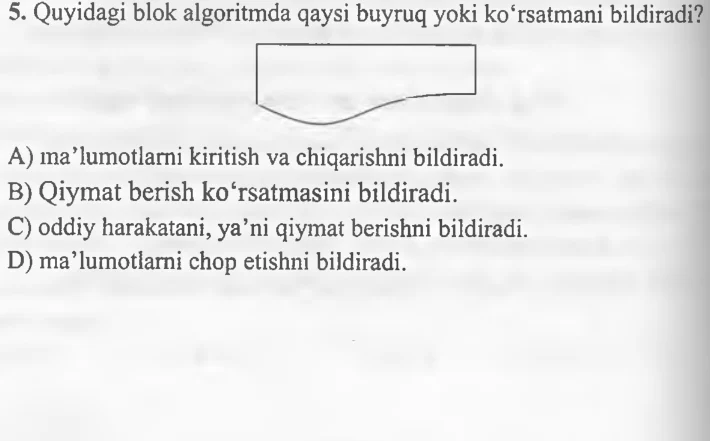 5. Quyidagi blok algoritmda qaysi buyruq yoki ko‘rsatmani bildiradi?
A) ma’lumotlarni kiritish va chiqarishni bildiradi.
B) Qiymat berish ko‘rsatmasini bildiradi.
C) oddiy harakatani, ya’ni qiymat berishni bildiradi.
D) ma’lumotlarni chop etishni bildiradi.